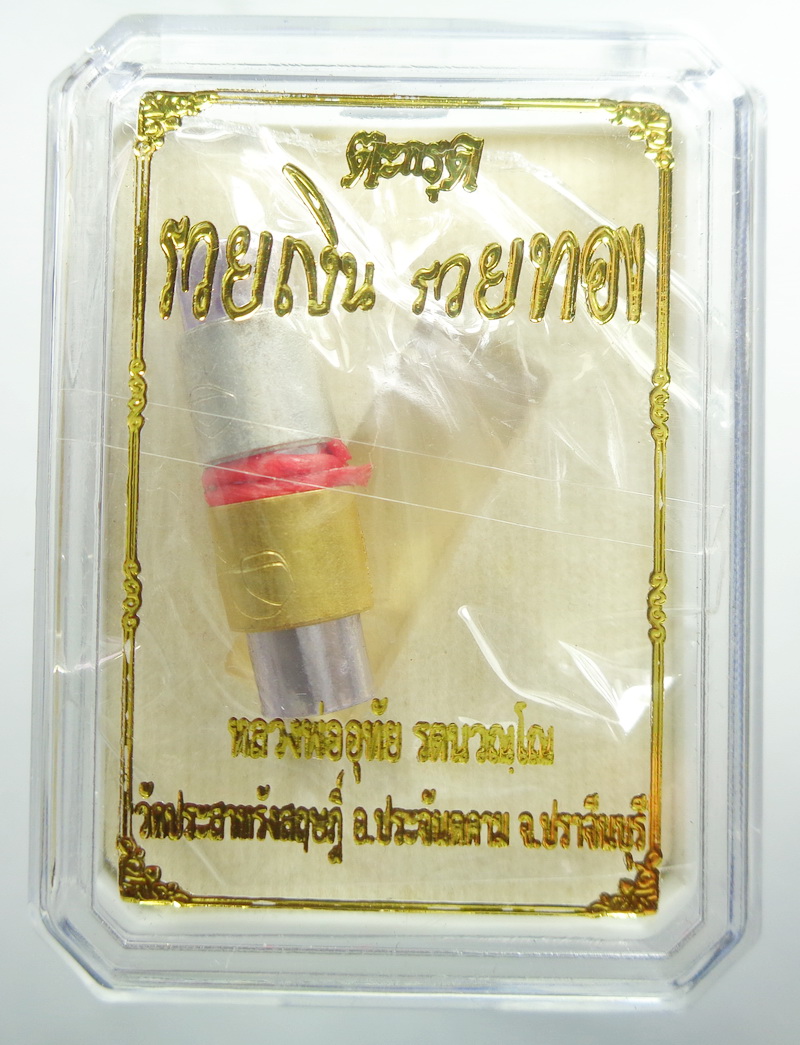 ตะกรุด
รวยเงิน รวยทอง
หลวงพ่ออุทัย รตนวณฺโณ
วัดประสาทรังสฤษฎิ์ อ.ประจันตคาม จ.ปราจีนบุรี